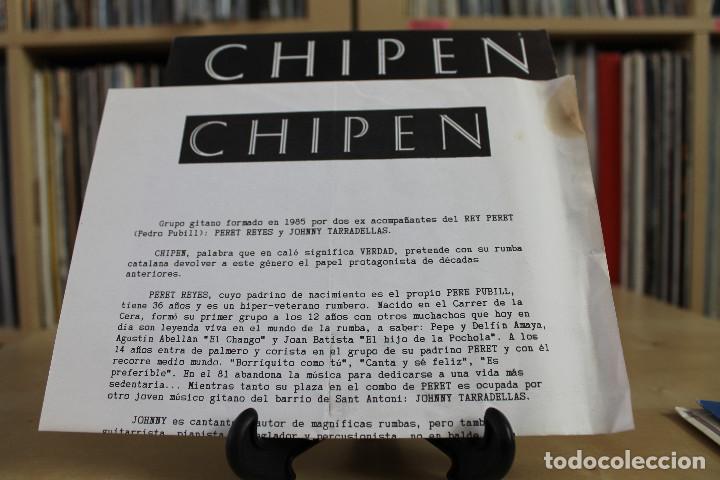 CHIPEN
CHIPEN
Grupo gitano formado en 1985 por dos ex acompañantes del REY PERET
(Pedro Pubill): PERET REYES y JOHNNY TARRADELLAS.
CHIPEN, palabra que en caló significa VERDAD, pretende con su rumba
catalana devolver a este género el papel protagonista de décadas
anteriores.
PERET REYES, cuyo padrino de nacimiento es el propio PERE PUBILL,
tiene 36 años y es un hiper-veterano rumbero. Nacido en el Carrer de la
Cera, formó su primer grupo a los 12 años con otros muchachos que hoy en
día son leyenda viva en el mundo de la rumba, a saber: Pepe y Delfín Amaya,
Agustín Abellán "El Chango" y Joan Batista "El hijo de la Pochola". A los
14 años entra de palmero y corista en el grupo de su padrino PERET y con él
recorre medio mundo. "Borriquito como tú", "Canta y sé feliz", "Es
preferible". En el 81 abandona la música para dedicarse a una vida más
sedentaria... Mientras tanto su plaza en el combo de PERET es ocupada por
otro joven músico gitano del barrio de Sant Antoni: JOHNNY TARRADELLAS.
JOHNNY es cantante, autor de magníficas rumbas, pero
guitarrista, pianista y percusionista, no en balde
todocoleccion.net